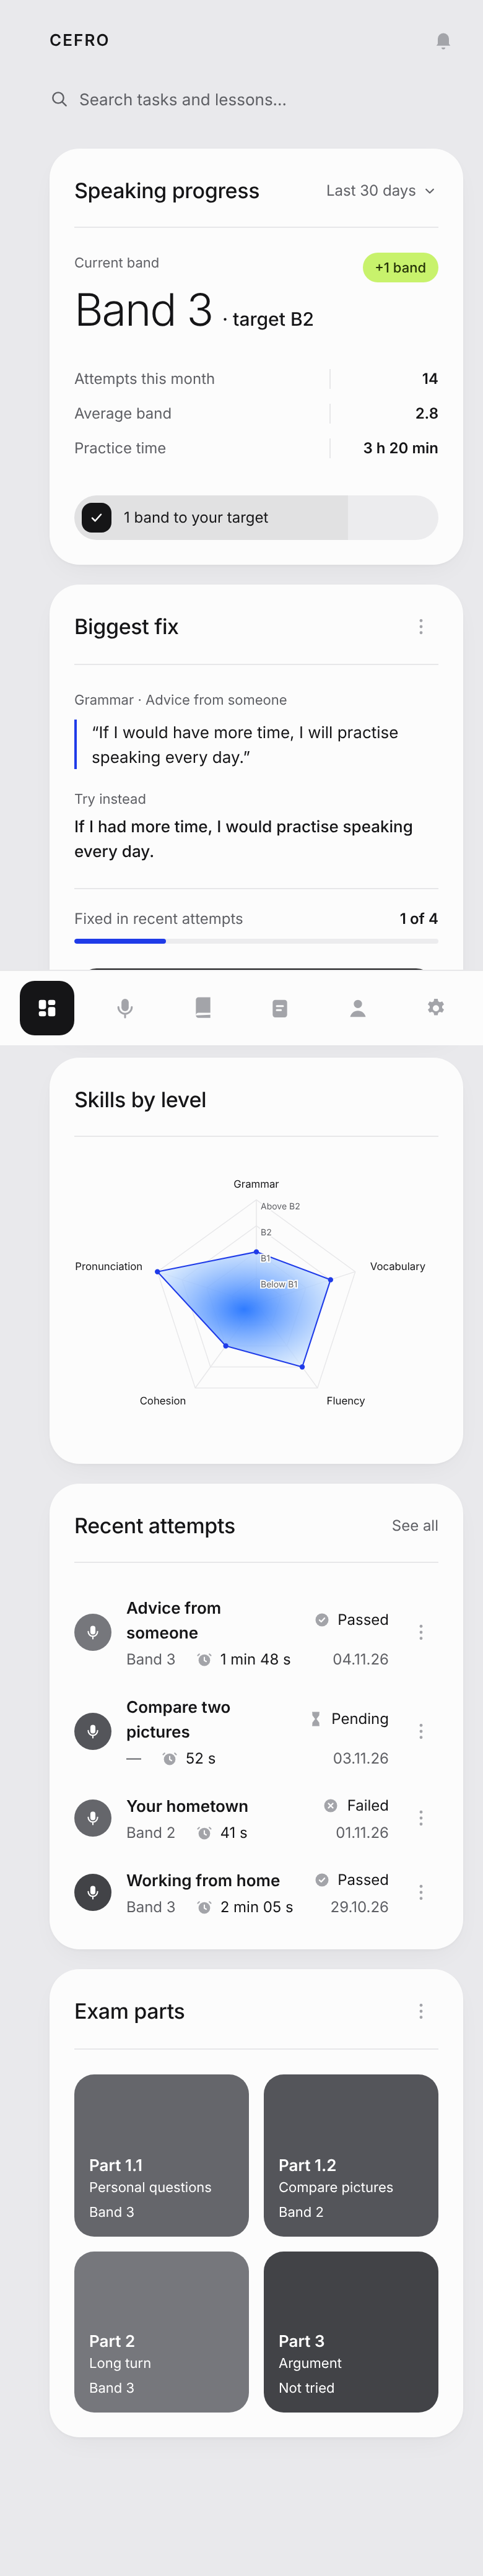 CEFRO
Search tasks and lessons...
Speaking progress
Last 30 days
Current band
+1 band
Band 3 · target B2
Attempts this month 14
Average band 2.8
Practice time 3 h 20 min
1 band to your target
Biggest fix
Grammar · Advice from someone
“If I would have more time, I will practise
speaking every day.”
Try instead
If I had more time, I would practise speaking
every day.
Fixed in recent attempts 1 of 4
Skills by level
Grammar
Above B2
B2
B1
Below B1
Pronunciation
Vocabulary
Cohesion
Fluency
Recent attempts
See all
Advice from
someone
Passed
Band 3 1 min 48 s 04.11.26
Compare two
pictures
Pending
— 52 s 03.11.26
Your hometown Failed
Band 2 41 s 01.11.26
Working from home Passed
Band 3 2 min 05 s 29.10.26
Exam parts
Part 1.1
Personal questions
Band 3
Part 1.2
Compare pictures
Band 2
Part 2
Long turn
Band 3
Part 3
Argument
Not tried